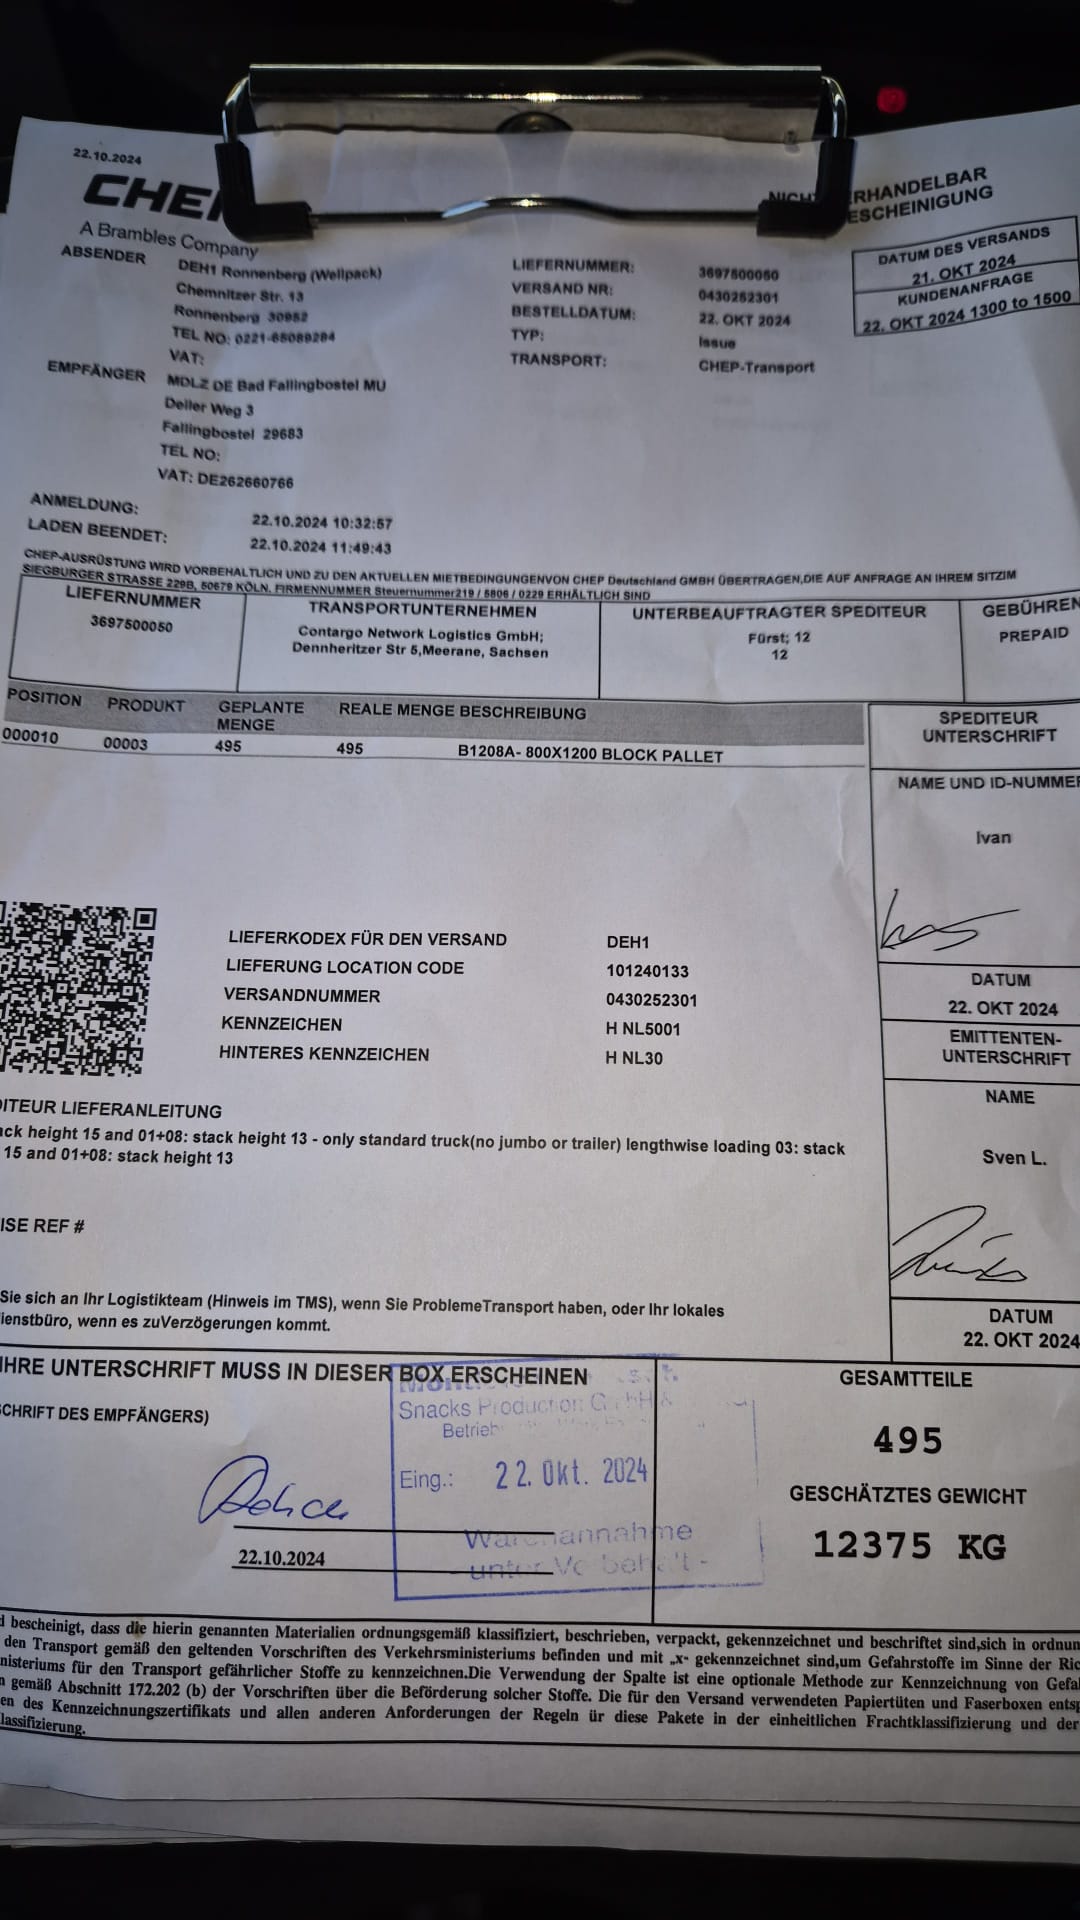 22.10.2024
CHEP
A Brambles Company
NICHT VERHANDELBAR
BESCHEINIGUNG
DATUM DES VERSANDS
21. OKT 2024
KUNDENANFRAGE
22. OKT 2024 1300 to 1500
ABSENDER
DEH1 Ronnenberg (Wellpack)
Chemnitzer Str. 13
Ronnenberg 30952
TEL NO: 0221-65089284
VAT:
LIEFERNUMMER: 3697500050
VERSAND NR: 0430252301
BESTELLDATUM: 22. OKT 2024
TYP: Issue
TRANSPORT: CHEP-Transport
EMPFÄNGER
MDLZ DE Bad Fallingbostel MU
Deiler Weg 3
Fallingbostel 29683
TEL NO:
VAT: DE262660766
ANMELDUNG: 22.10.2024 10:32:57
LADEN BEENDET: 22.10.2024 11:49:43
CHEP-AUSRÜSTUNG WIRD VORBEHALTLICH UND ZU DEN AKTUELLEN MIETBEDINGUNGENVON CHEP Deutschland GMBH ÜBERTRAGEN,DIE AUF ANFRAGE AN IHREM SITZIM
SIEGBURGER STRASSE 229B, 50679 KÖLN. FIRMENNUMMER Steuernummer219 / 5806 / 0229 ERHÄLTLICH SIND
LIEFERNUMMER
3697500050
TRANSPORTUNTERNEHMEN
Contargo Network Logistics GmbH;
Dennheritzer Str 5,Meerane, Sachsen
UNTERBEAUFTRAGTER SPEDITEUR
Fürst; 12
12
GEBÜHREN
PREPAID
POSITION PRODUKT GEPLANTE MENGE REALE MENGE BESCHREIBUNG
000010 00003 495 495 B1208A- 800X1200 BLOCK PALLET
SPEDITEUR
UNTERSCHRIFT
NAME UND ID-NUMMER
Ivan
DATUM
22. OKT 2024
EMITTENTEN-
UNTERSCHRIFT
NAME
Sven L.
DATUM
22. OKT 2024
LIEFERKODEX FÜR DEN VERSAND DEH1
LIEFERUNG LOCATION CODE 101240133
VERSANDNUMMER 0430252301
KENNZEICHEN H NL5001
HINTERES KENNZEICHEN H NL30
DITEUR LIEFERANLEITUNG
ack height 15 and 01+08: stack height 13 - only standard truck(no jumbo or trailer) lengthwise loading 03: stack
15 and 01+08: stack height 13
ISE REF #
Sie sich an Ihr Logistikteam (Hinweis im TMS), wenn Sie ProblemeTransport haben, oder Ihr lokales
ienstbüro, wenn es zuVerzögerungen kommt.
IHRE UNTERSCHRIFT MUSS IN DIESER BOX ERSCHEINEN
SCHRIFT DES EMPFÄNGERS)
Snacks Production GmbH &
Betrieb
Eing.: 22. Okt. 2024
Warenannahme
- unter Vorbehalt -
22.10.2024
GESAMTTEILE
495
GESCHÄTZTES GEWICHT
12375 KG
d bescheinigt, dass die hierin genannten Materialien ordnungsgemäß klassifiziert, beschrieben, verpackt, gekennzeichnet und beschriftet sind,sich in ordnun
den Transport gemäß den geltenden Vorschriften des Verkehrsministeriums befinden und mit „x“ gekennzeichnet sind,um Gefahrstoffe im Sinne der Ric
nisteriums für den Transport gefährlicher Stoffe zu kennzeichnen.Die Verwendung der Spalte ist eine optionale Methode zur Kennzeichnung von Gefa
n gemäß Abschnitt 172.202 (b) der Vorschriften über die Beförderung solcher Stoffe. Die für den Versand verwendeten Papiertüten und Faserboxen entsp
en des Kennzeichnungszertifikats und allen anderen Anforderungen der Regeln ür diese Pakete in der einheitlichen Frachtklassifizierung und der
lassifizierung.